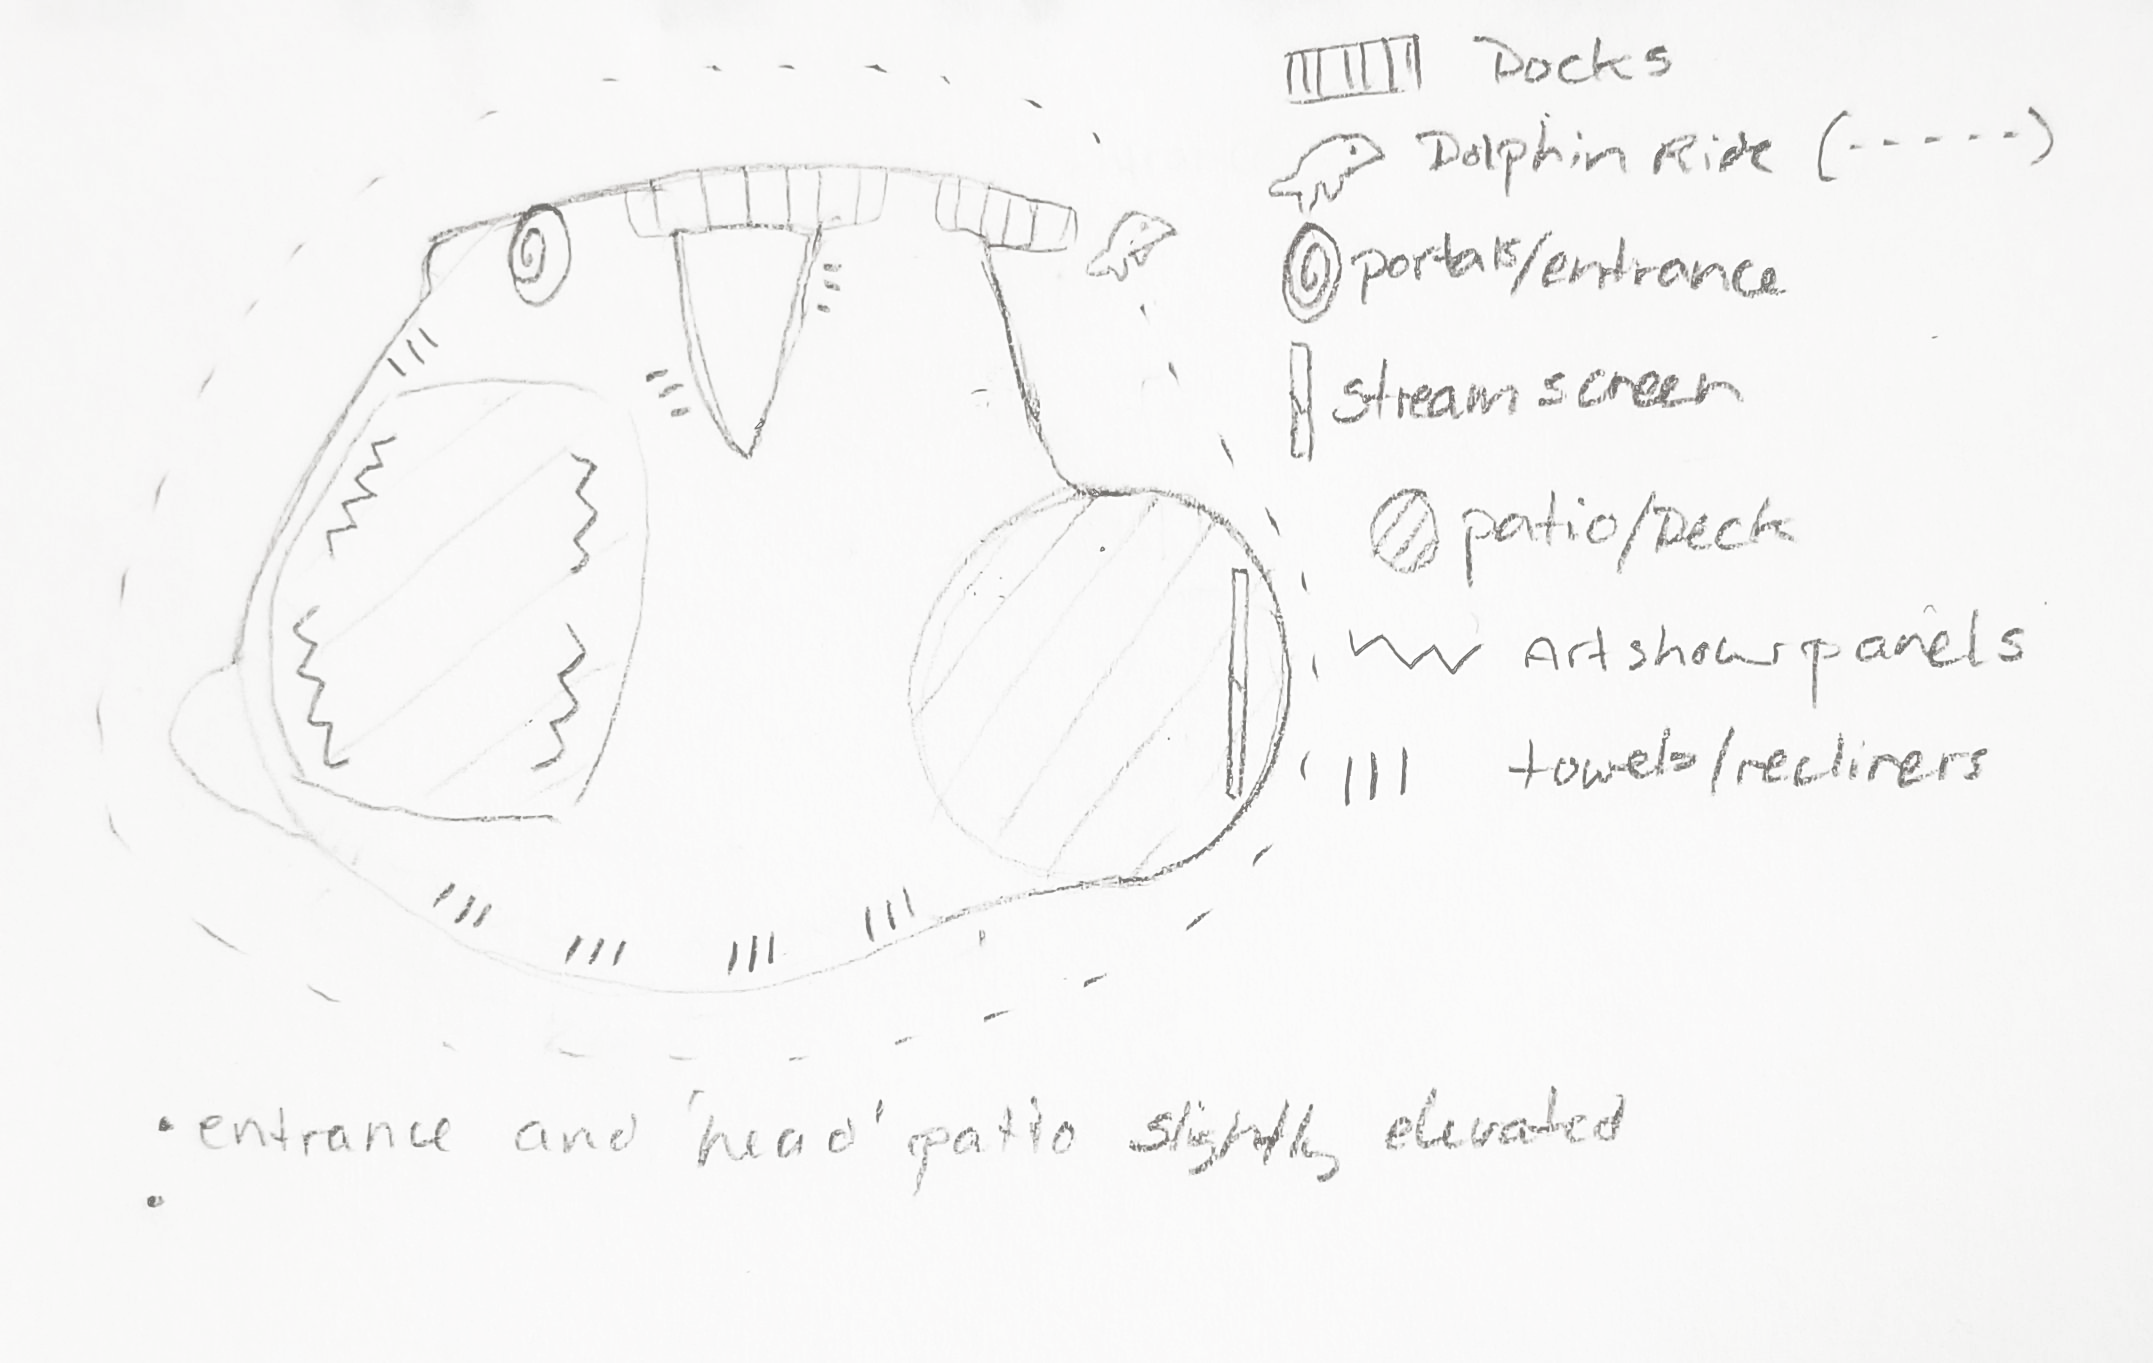 Docks
Dolphin Ride (-----)
portals/entrance
stream screen
patio/Deck
Art show panels
towels/recliners
• entrance and 'head' patio slightly elevated
•